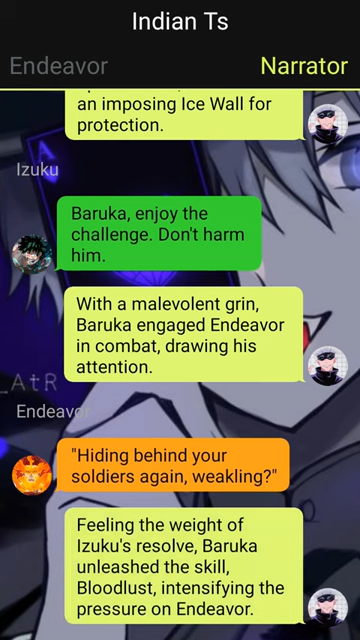 Indian Ts
Endeavor
Narrator
an imposing Ice Wall for
protection.
Izuku
Baruka, enjoy the
challenge. Don't harm
him.
With a malevolent grin,
Baruka engaged Endeavor
in combat, drawing his
attention.
_AtR
Endeavor
"Hiding behind your
soldiers again, weakling?"
Feeling the weight of
Izuku's resolve, Baruka
unleashed the skill,
Bloodlust, intensifying the
pressure on Endeavor.